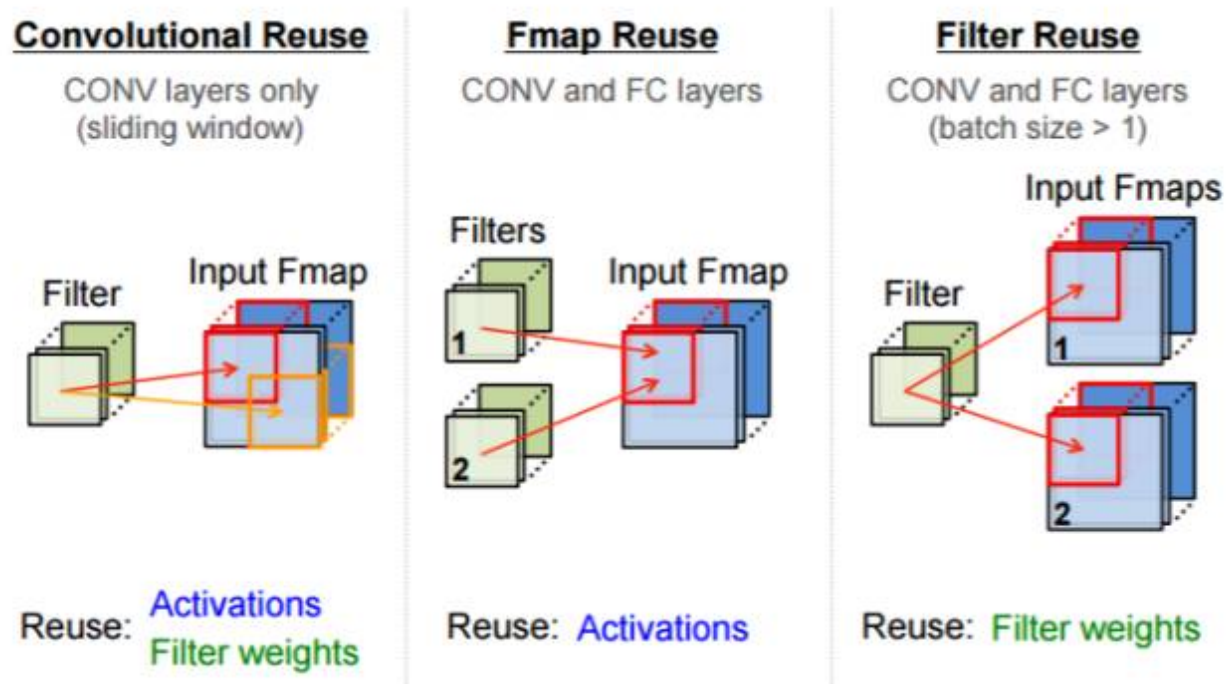 Convolutional Reuse
CONV layers only
(sliding window)
Filter
Input Fmap
Reuse:
Activations
Filter weights
Fmap Reuse
CONV and FC layers
Filters
Input Fmap
1
2
Reuse: Activations
Filter Reuse
CONV and FC layers
(batch size > 1)
Input Fmaps
Filter
1
2
Reuse: Filter weights